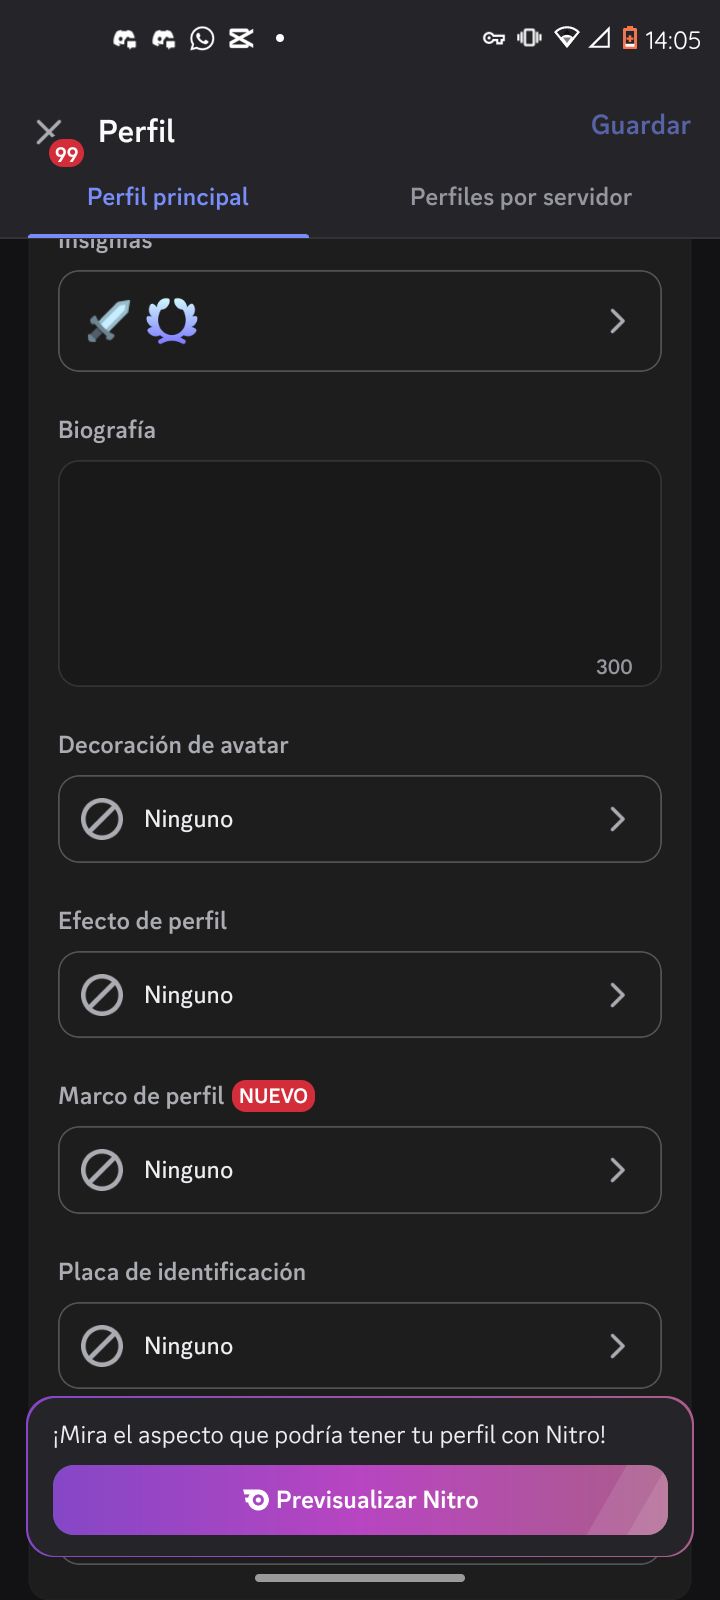 14:05
Perfil
99
Guardar
Perfil principal
Perfiles por servidor
Insignias
Biografía
300
Decoración de avatar
Ninguno
Efecto de perfil
Ninguno
Marco de perfil NUEVO
Ninguno
Placa de identificación
Ninguno
¡Mira el aspecto que podría tener tu perfil con Nitro!
Previsualizar Nitro